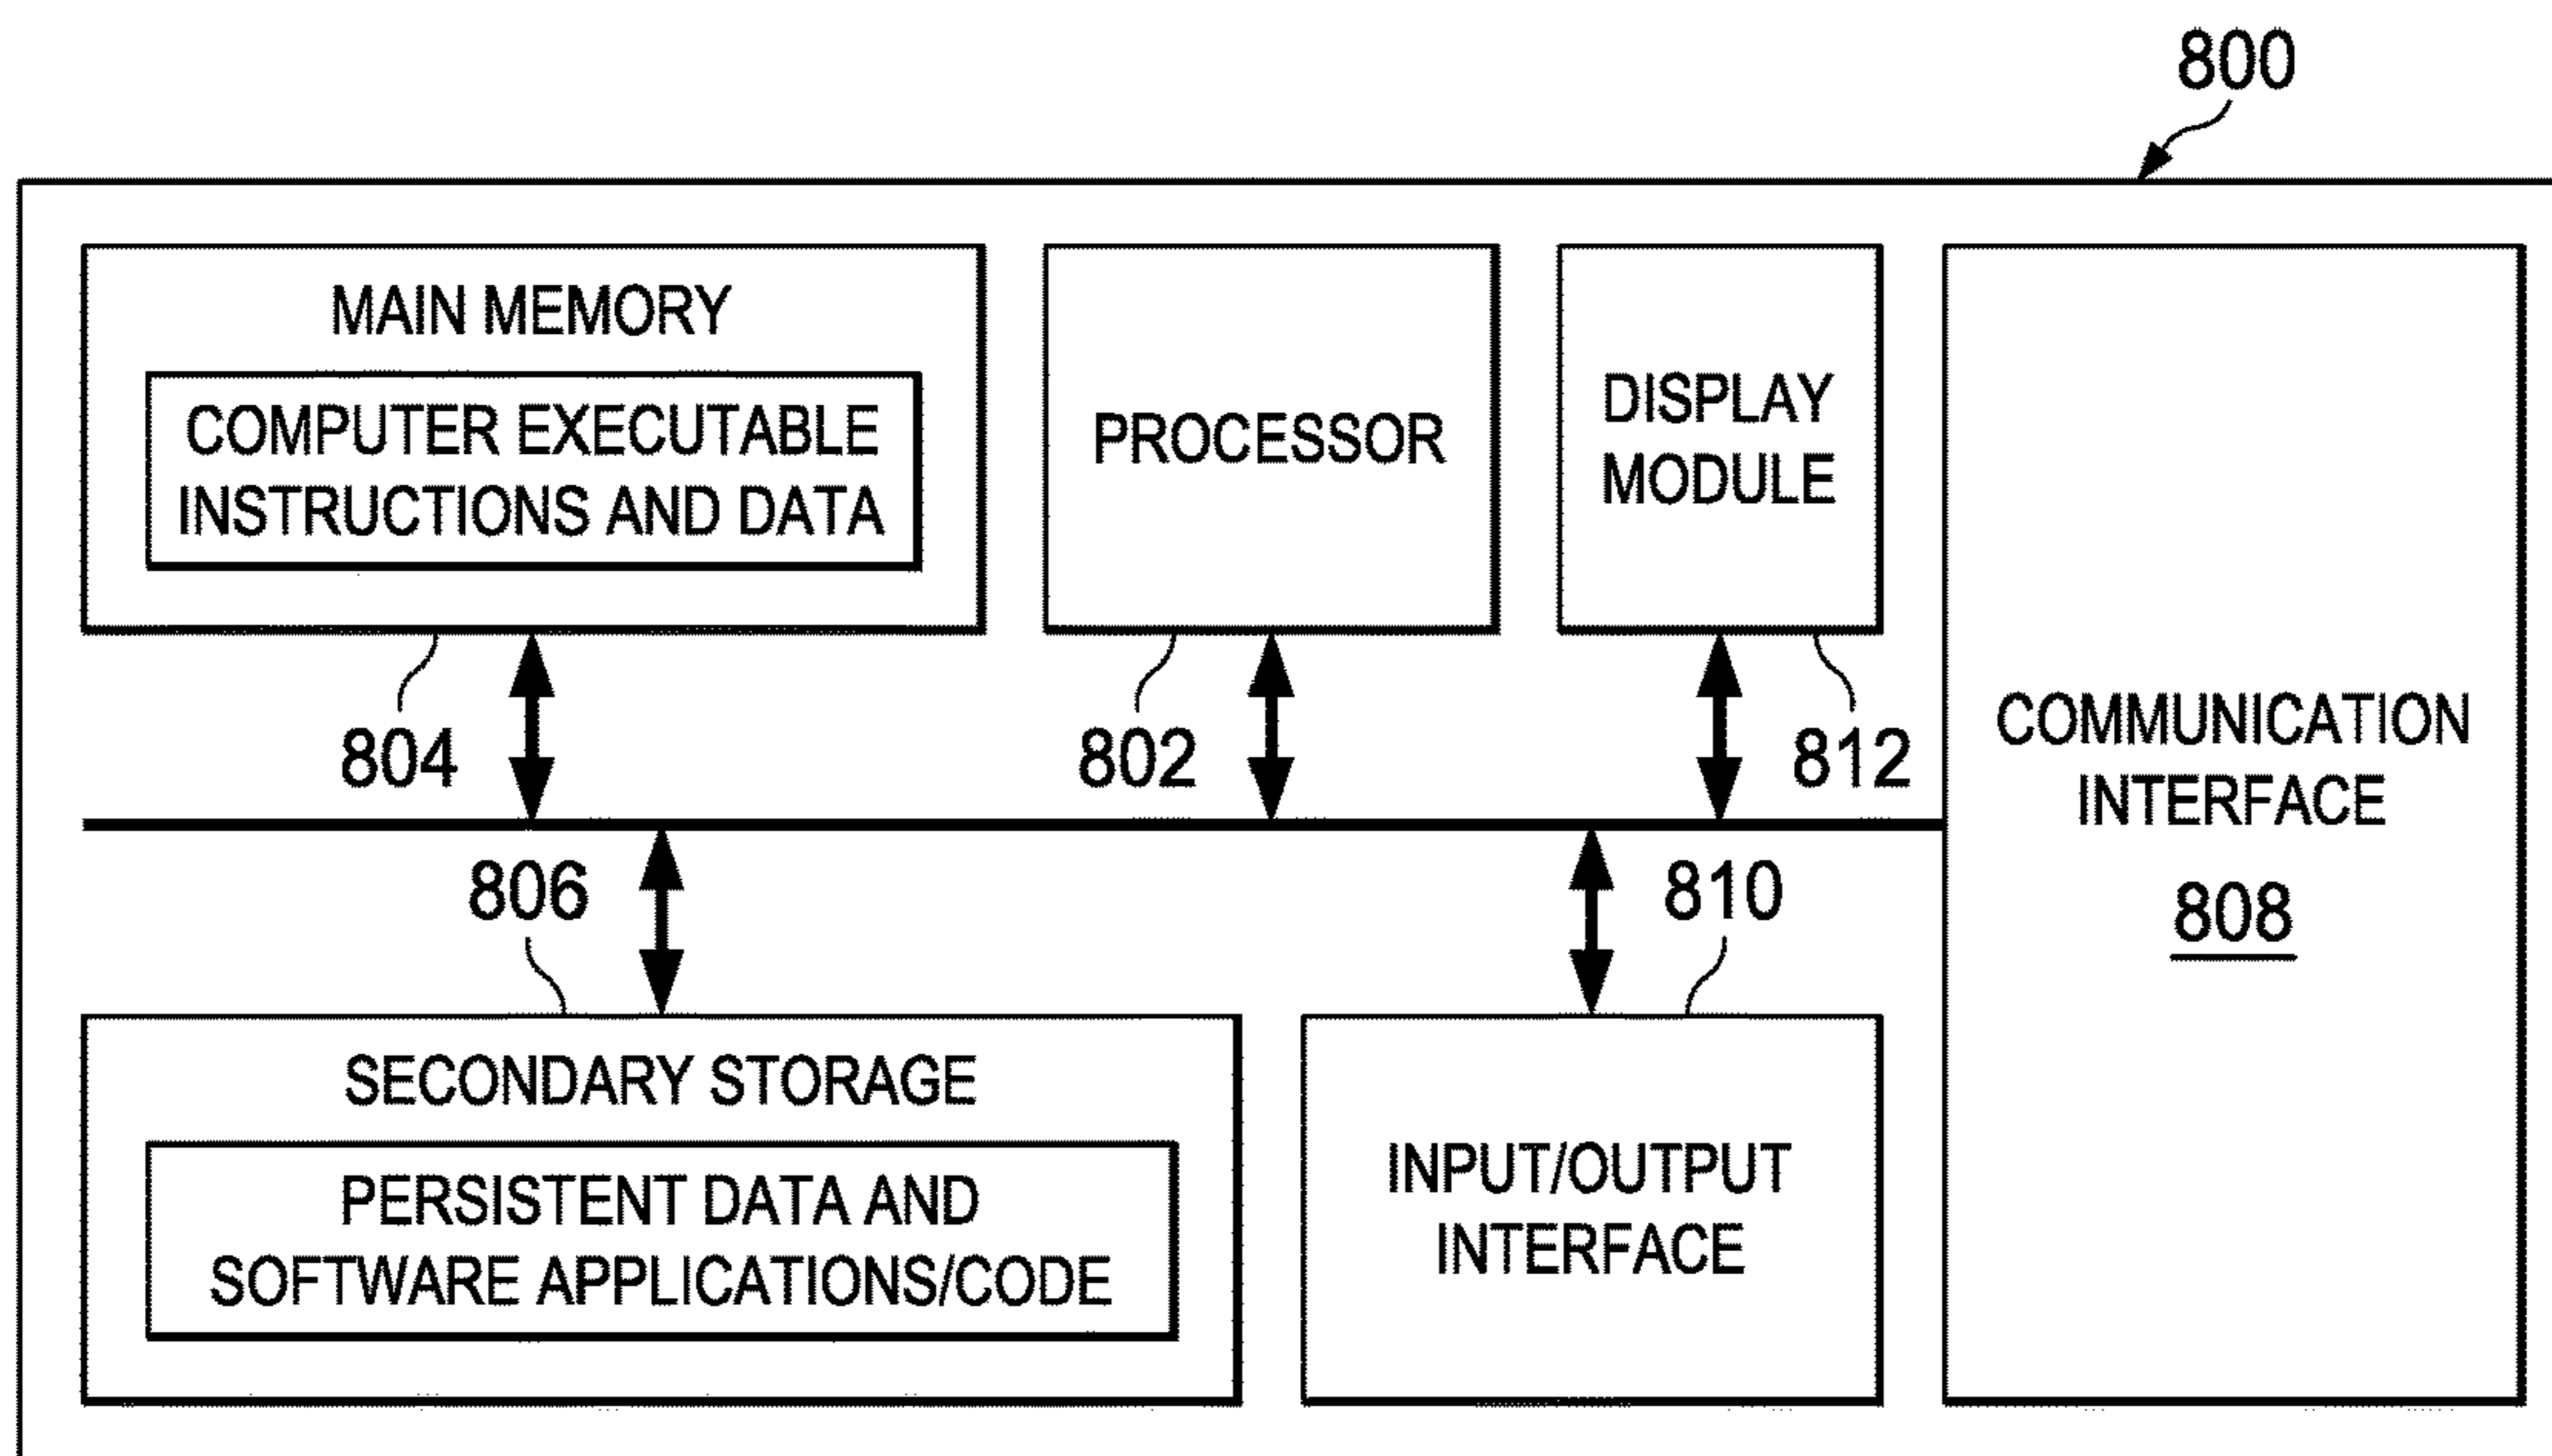 800
MAIN MEMORY
COMPUTER EXECUTABLE
INSTRUCTIONS AND DATA
PROCESSOR
DISPLAY
MODULE
804
802
812
COMMUNICATION
INTERFACE
808
806
810
SECONDARY STORAGE
PERSISTENT DATA AND
SOFTWARE APPLICATIONS/CODE
INPUT/OUTPUT
INTERFACE